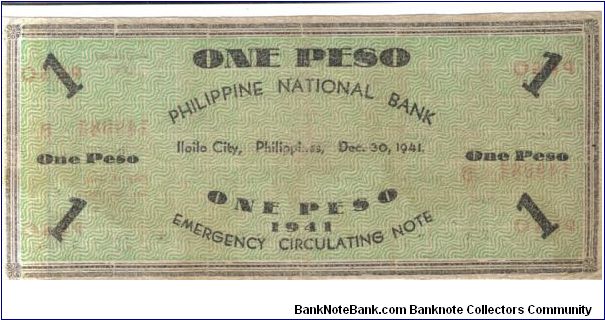 ONE PESO
1 1
PHILIPPINE NATIONAL BANK
Iloilo City, Philippines, Dec. 30, 1941.
One Peso One Peso
ONE PESO
1941
1 1
EMERGENCY CIRCULATING NOTE
BankNoteBank.com Banknote Collectors Community